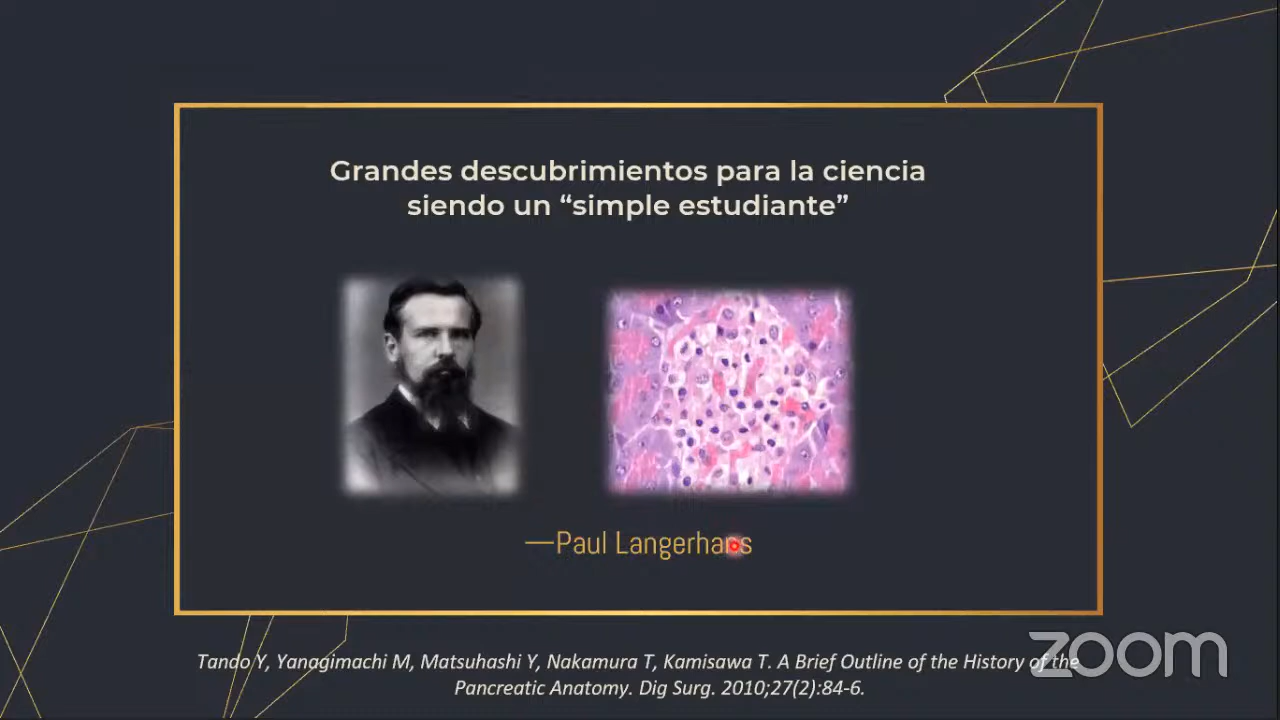 Grandes descubrimientos para la ciencia
siendo un “simple estudiante”
—Paul Langerhans
Tando Y, Yanagimachi M, Matsuhashi Y, Nakamura T, Kamisawa T. A Brief Outline of the History of the
Pancreatic Anatomy. Dig Surg. 2010;27(2):84-6.
zoom